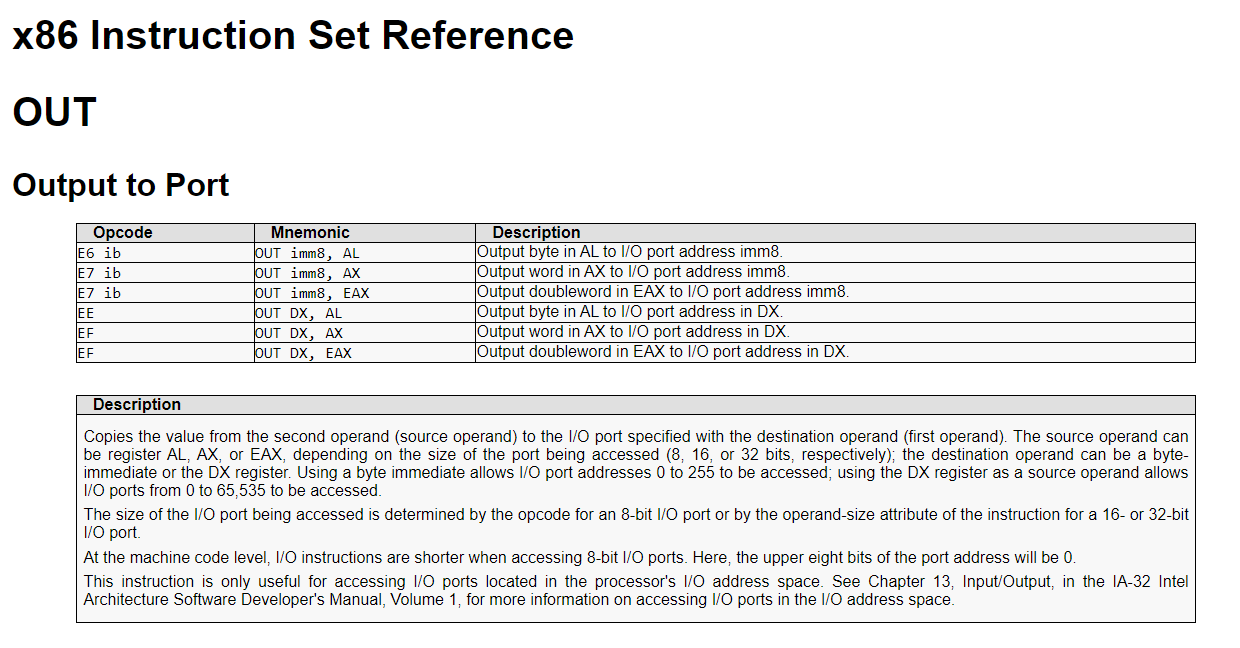 x86 Instruction Set Reference
OUT
Output to Port
Opcode Mnemonic Description
E6 ib OUT imm8, AL Output byte in AL to I/O port address imm8.
E7 ib OUT imm8, AX Output word in AX to I/O port address imm8.
E7 ib OUT imm8, EAX Output doubleword in EAX to I/O port address imm8.
EE OUT DX, AL Output byte in AL to I/O port address in DX.
EF OUT DX, AX Output word in AX to I/O port address in DX.
EF OUT DX, EAX Output doubleword in EAX to I/O port address in DX.
Description
Copies the value from the second operand (source operand) to the I/O port specified with the destination operand (first operand). The source operand can
be register AL, AX, or EAX, depending on the size of the port being accessed (8, 16, or 32 bits, respectively); the destination operand can be a byte-
immediate or the DX register. Using a byte immediate allows I/O port addresses 0 to 255 to be accessed; using the DX register as a source operand allows
I/O ports from 0 to 65,535 to be accessed.
The size of the I/O port being accessed is determined by the opcode for an 8-bit I/O port or by the operand-size attribute of the instruction for a 16- or 32-bit
I/O port.
At the machine code level, I/O instructions are shorter when accessing 8-bit I/O ports. Here, the upper eight bits of the port address will be 0.
This instruction is only useful for accessing I/O ports located in the processor's I/O address space. See Chapter 13, Input/Output, in the IA-32 Intel
Architecture Software Developer's Manual, Volume 1, for more information on accessing I/O ports in the I/O address space.